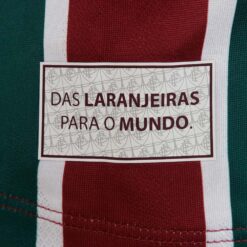 DAS LARANJEIRAS
PARA O MUNDO.